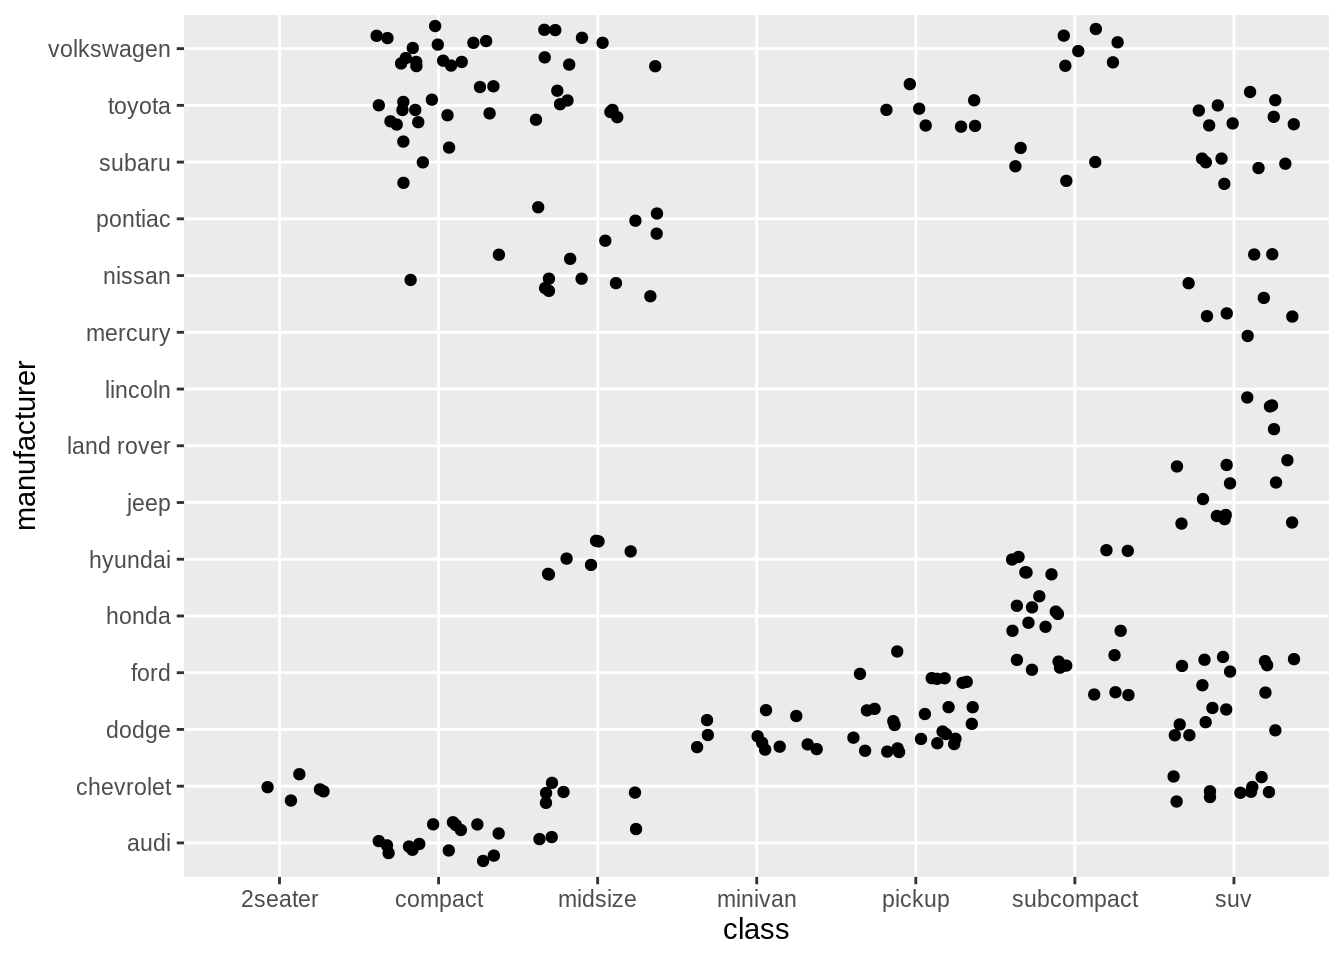 manufacturer
volkswagen
toyota
subaru
pontiac
nissan
mercury
lincoln
land rover
jeep
hyundai
honda
ford
dodge
chevrolet
audi
2seater compact midsize minivan pickup subcompact suv
class